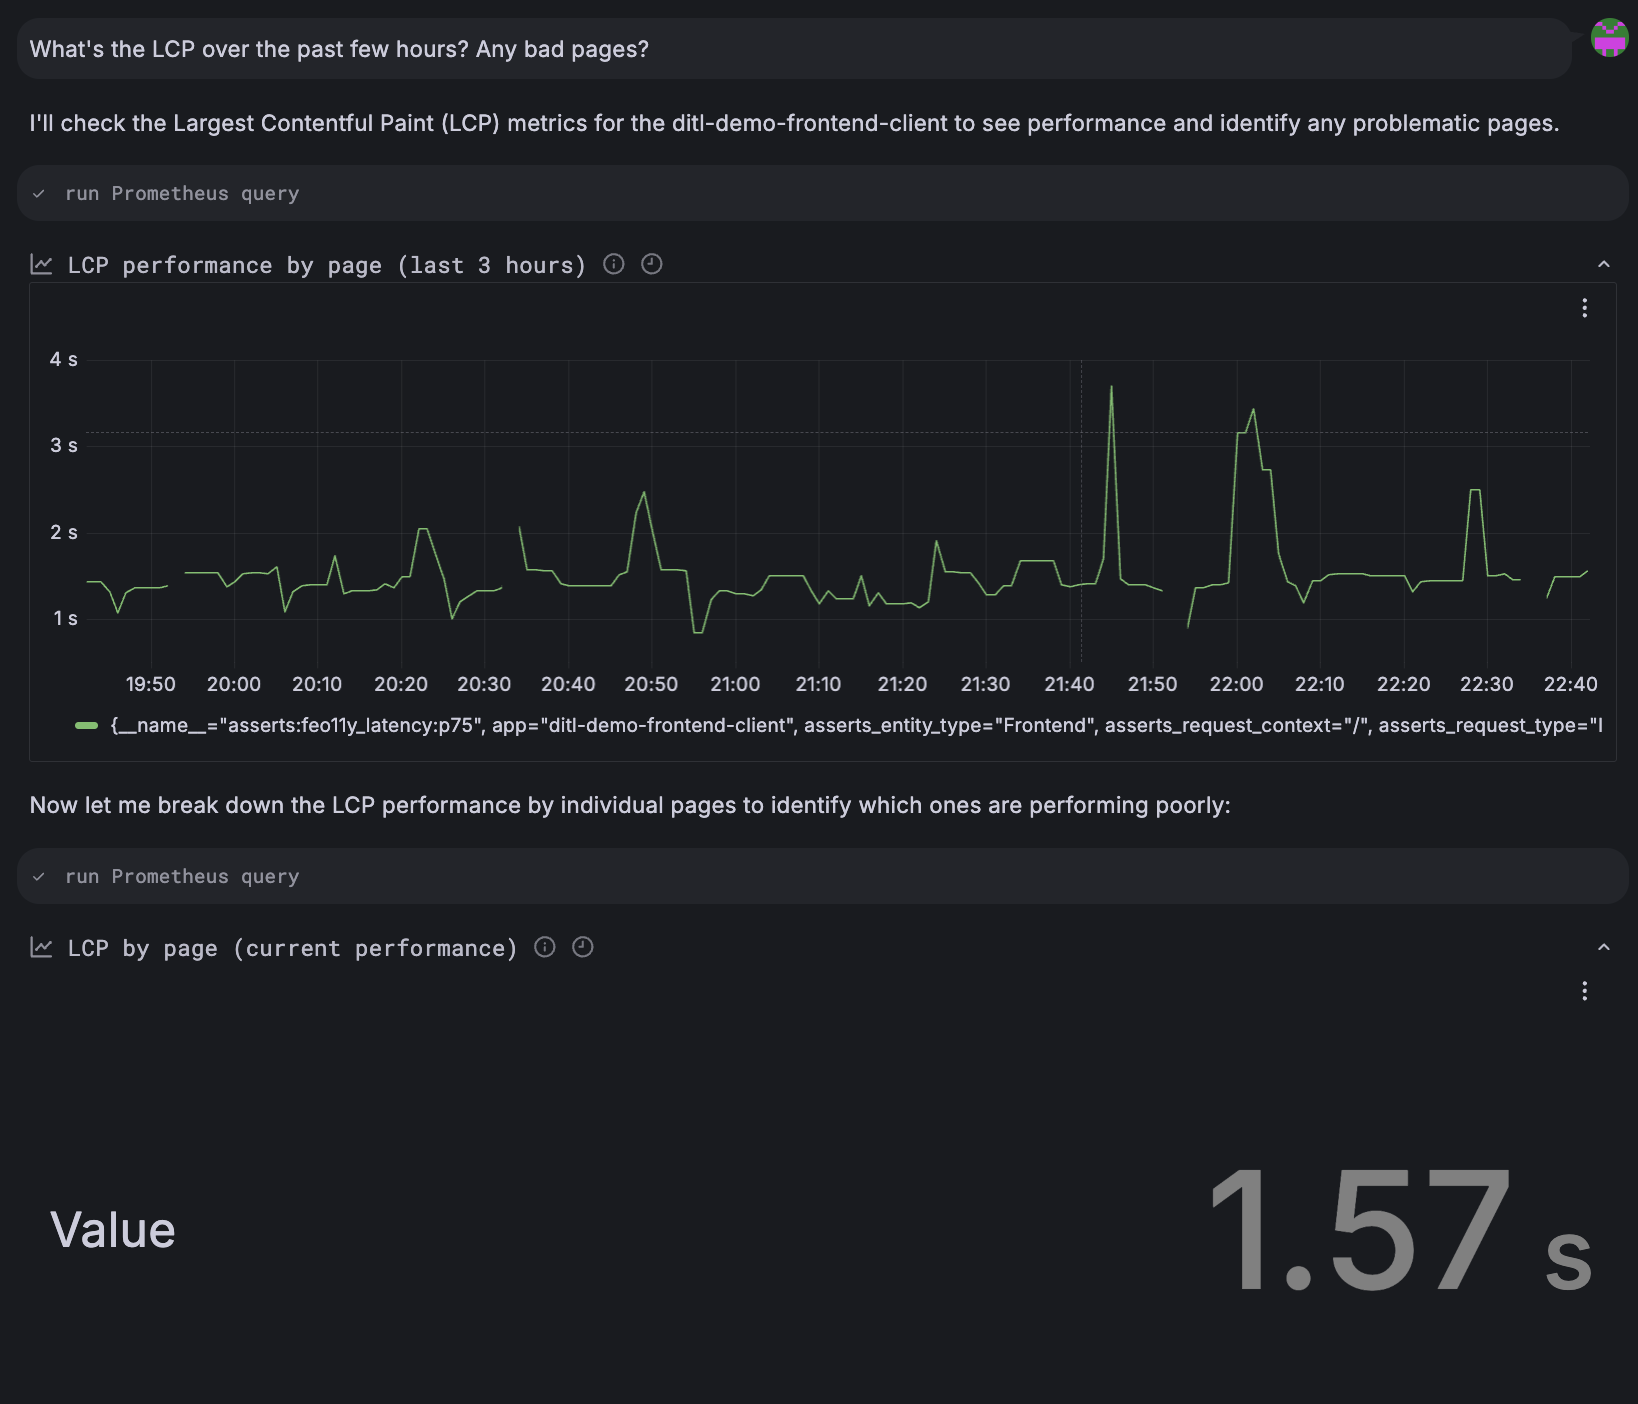 What's the LCP over the past few hours? Any bad pages?
I'll check the Largest Contentful Paint (LCP) metrics for the ditl-demo-frontend-client to see performance and identify any problematic pages.
run Prometheus query
LCP performance by page (last 3 hours)
4 s
3 s
2 s
1 s
19:50 20:00 20:10 20:20 20:30 20:40 20:50 21:00 21:10 21:20 21:30 21:40 21:50 22:00 22:10 22:20 22:30 22:40
{__name__="asserts:feo11y_latency:p75", app="ditl-demo-frontend-client", asserts_entity_type="Frontend", asserts_request_context="/", asserts_request_type="I
Now let me break down the LCP performance by individual pages to identify which ones are performing poorly:
run Prometheus query
LCP by page (current performance)
Value 1.57 s